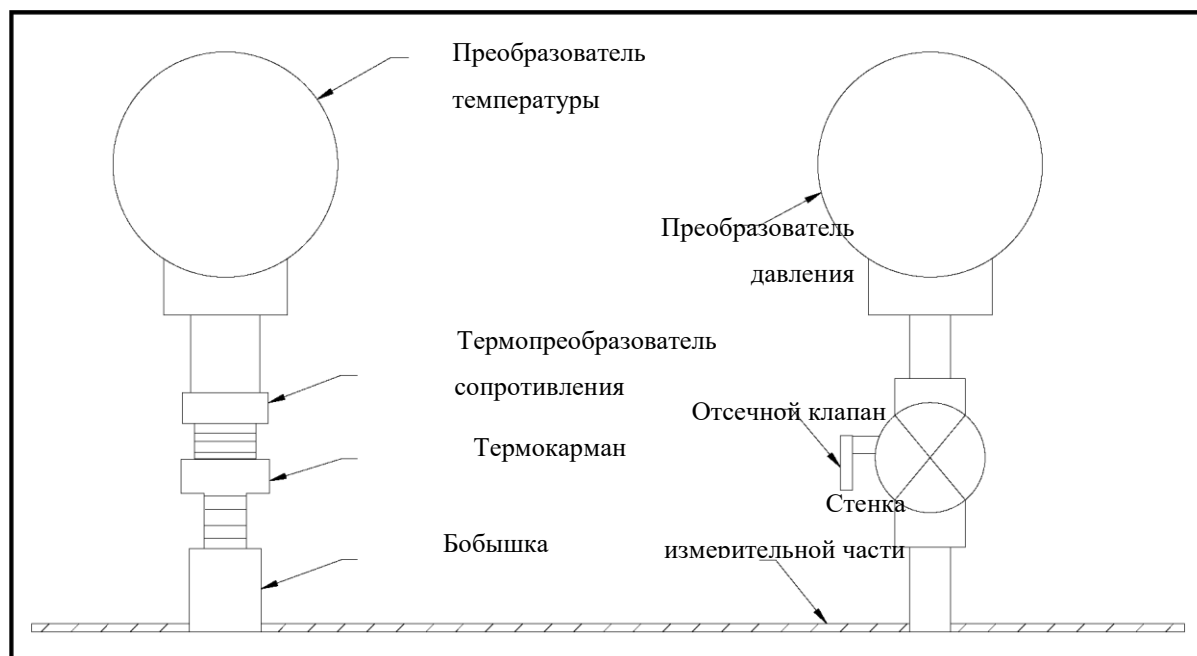 Преобразователь
температуры
Преобразователь
давления
Термопреобразователь
сопротивления
Термокарман
Бобышка
Отсечной клапан
Стенка
измерительной части